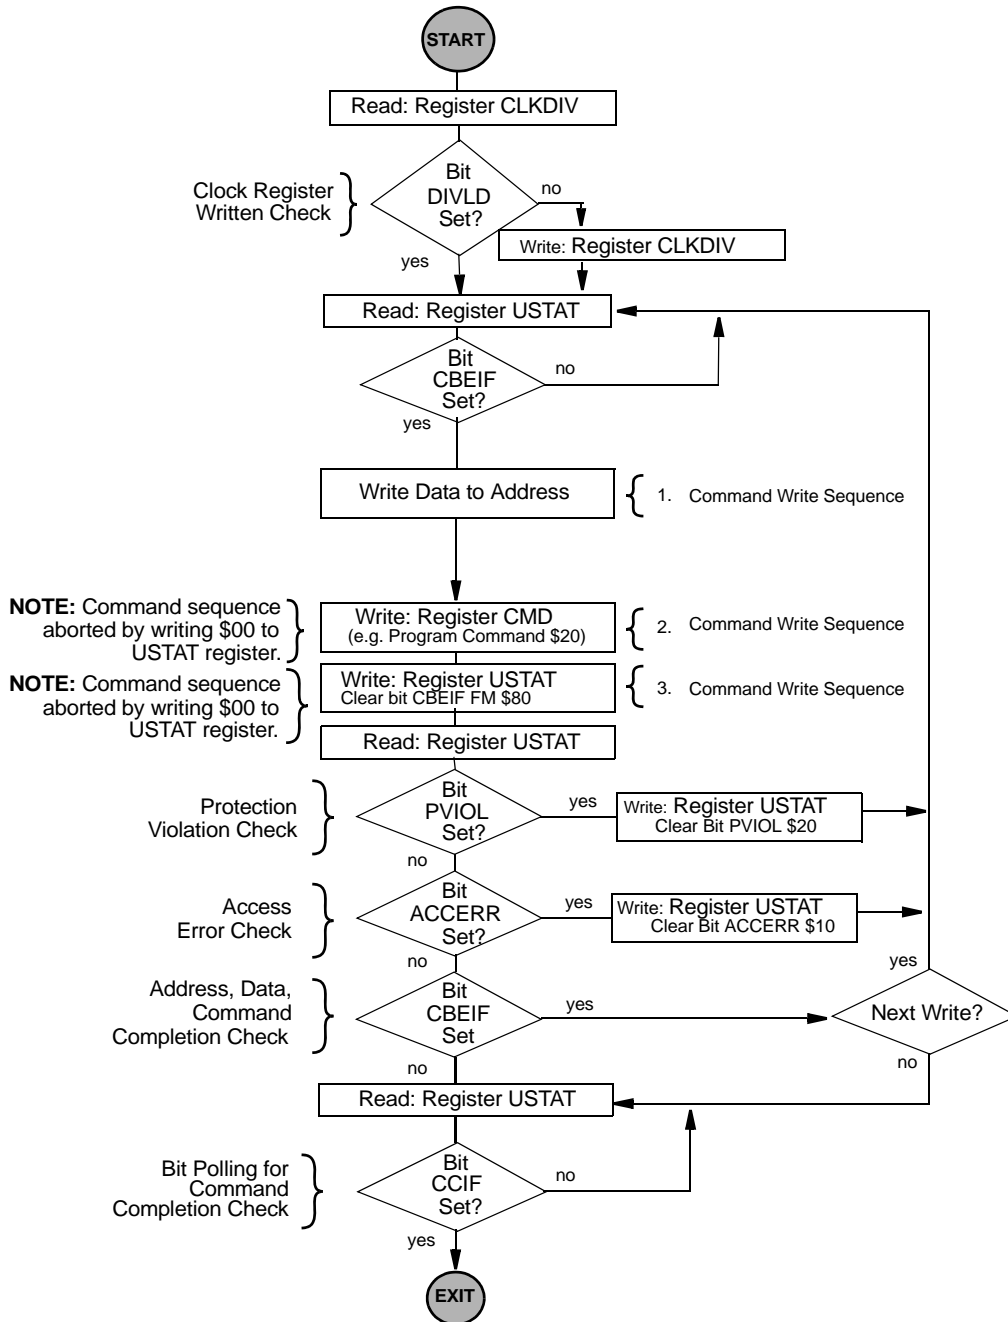 START
Read: Register CLKDIV
Bit
DIVLD
Set?
no
Clock Register
Written Check
Write: Register CLKDIV
yes
Read: Register USTAT
Bit
CBEIF
Set?
no
yes
Write Data to Address
1. Command Write Sequence
NOTE: Command sequence
aborted by writing $00 to
USTAT register.
Write: Register CMD
(e.g. Program Command $20)
2. Command Write Sequence
NOTE: Command sequence
aborted by writing $00 to
USTAT register.
Write: Register USTAT
Clear bit CBEIF FM $80
3. Command Write Sequence
Read: Register USTAT
Protection
Violation Check
Bit
PVIOL
Set?
yes
Write: Register USTAT
Clear Bit PVIOL $20
no
Access
Error Check
Bit
ACCERR
Set?
yes
Write: Register USTAT
Clear Bit ACCERR $10
no
yes
Address, Data,
Command
Completion Check
Bit
CBEIF
Set
yes
Next Write?
no
no
Read: Register USTAT
Bit Polling for
Command
Completion Check
Bit
CCIF
Set?
no
yes
EXIT